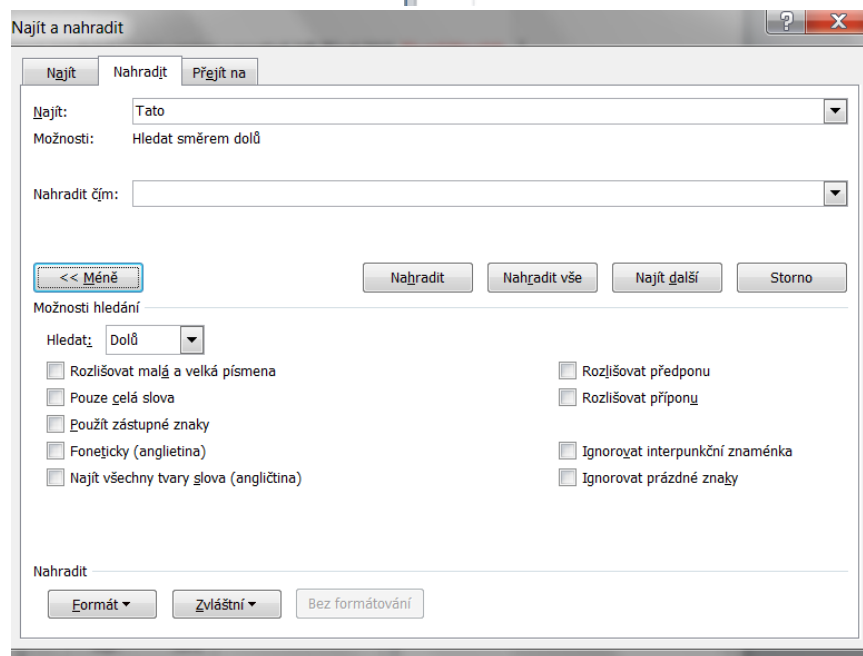 Najít a nahradit
Najít Nahradit Přejít na
Najít: Tato
Možnosti: Hledat směrem dolů
Nahradit čím:
<< Méně Nahradit Nahradit vše Najít další Storno
Možnosti hledání
Hledat: Dolů
Rozlišovat malá a velká písmena Rozlišovat předponu
Pouze celá slova Rozlišovat příponu
Použít zástupné znaky
Foneticky (anglietina) Ignorovat interpunkční znaménka
Najít všechny tvary slova (angličtina) Ignorovat prázdné znaky
Nahradit
Formát Zvláštní Bez formátování